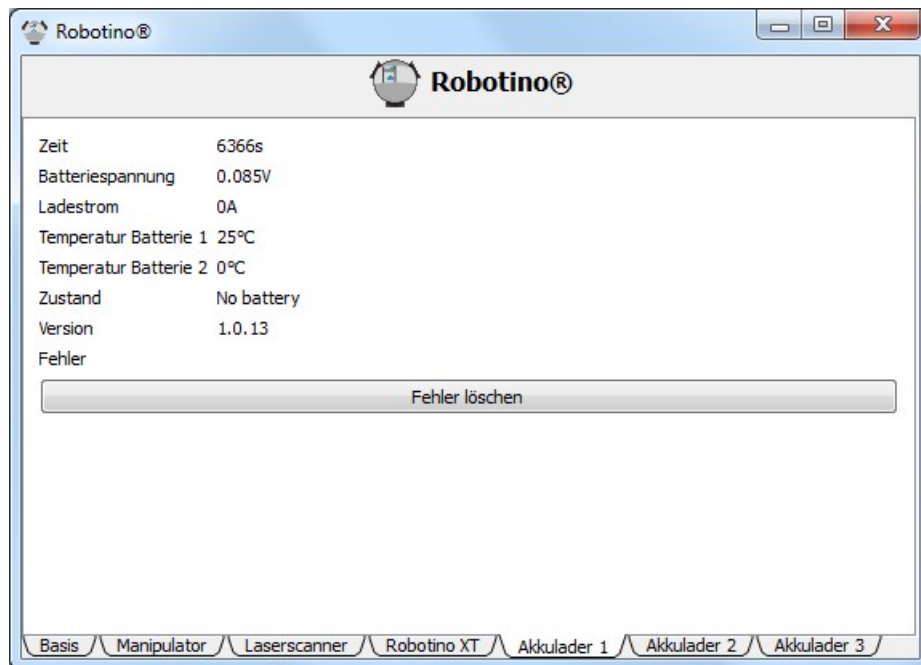 Robotino®
Robotino®
Zeit 6366s
Batteriespannung 0.085V
Ladestrom 0A
Temperatur Batterie 1 25°C
Temperatur Batterie 2 0°C
Zustand No battery
Version 1.0.13
Fehler
Fehler löschen
Basis Manipulator Laserscanner Robotino XT Akkulader 1 Akkulader 2 Akkulader 3